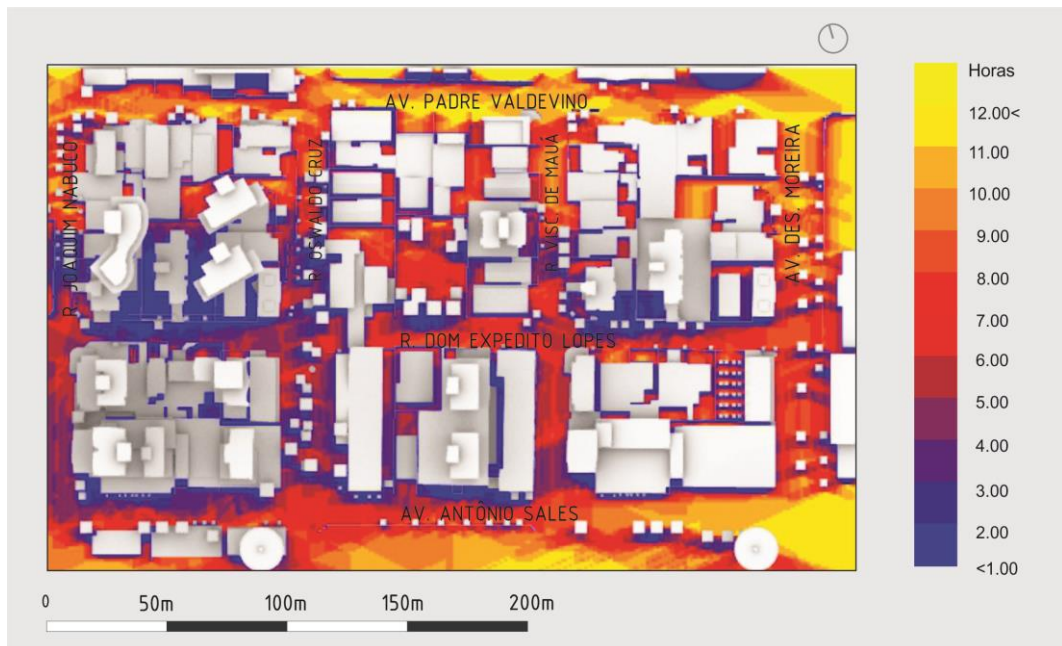 Horas
12.00<
11.00
10.00
9.00
8.00
7.00
6.00
5.00
4.00
3.00
2.00
<1.00
AV. PADRE VALDEVINO
R. JOAQUIM NABUCO
R. OSWALDO CRUZ
R. VISC. DE MAUÁ
AV. DES. MOREIRA
R. DOM EXPEDITO LOPES
AV. ANTÔNIO SALES
0 50m 100m 150m 200m